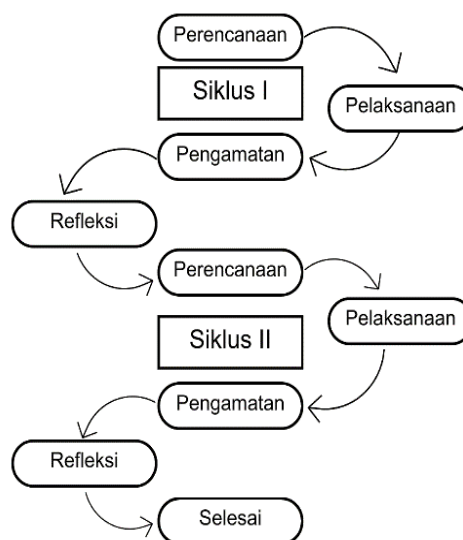 Perencanaan
Siklus I
Pelaksanaan
Pengamatan
Refleksi
Perencanaan
Siklus II
Pelaksanaan
Pengamatan
Refleksi
Selesai